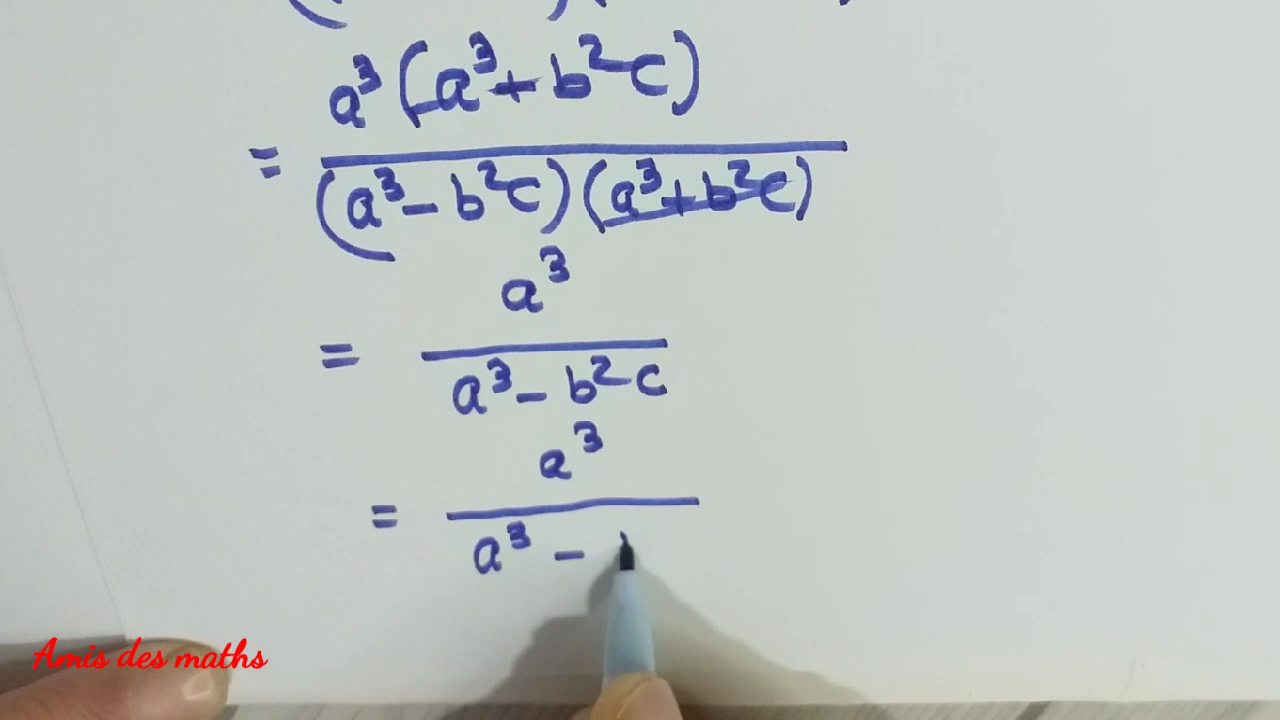 a³(a³+b²c)
= ―――――――――
(a³-b²c)(a³+b²c)
a³
= ―――――
a³-b²c
a³
= ―――――
a³ -
Amis des maths